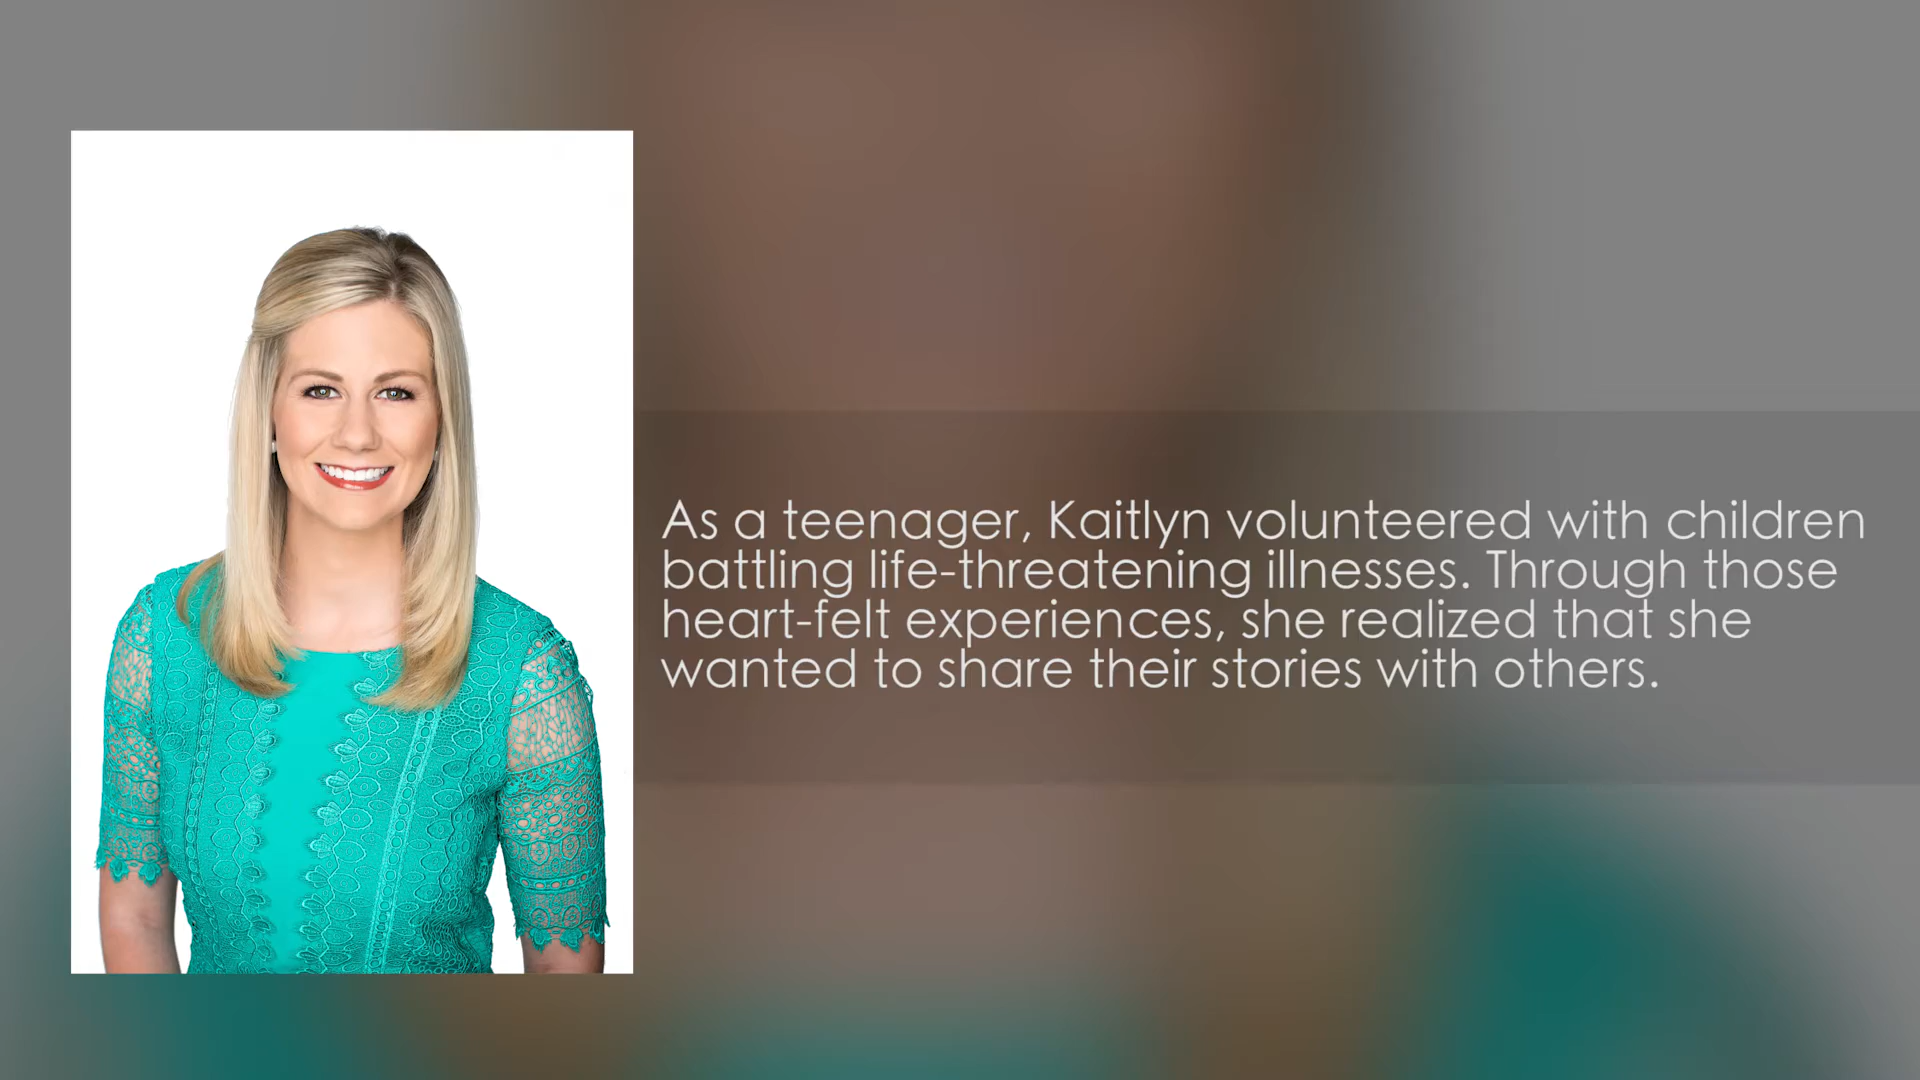 As a teenager, Kaitlyn volunteered with children
battling life-threatening illnesses. Through those
heart-felt experiences, she realized that she
wanted to share their stories with others.